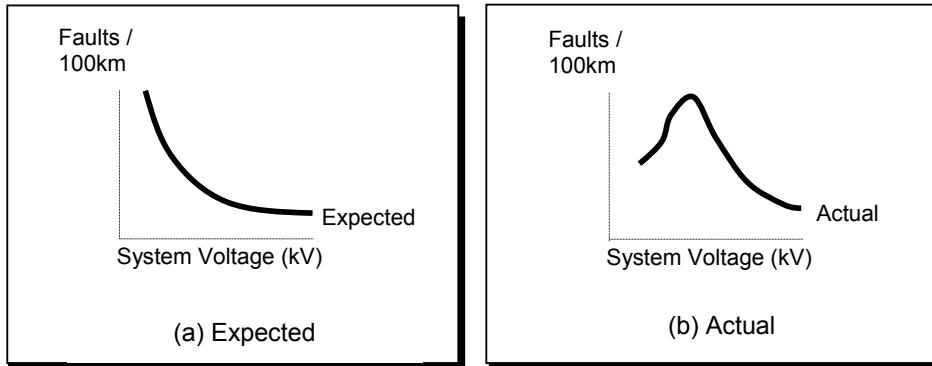 Faults /
100km
Expected
System Voltage (kV)
(a) Expected
Faults /
100km
Actual
System Voltage (kV)
(b) Actual